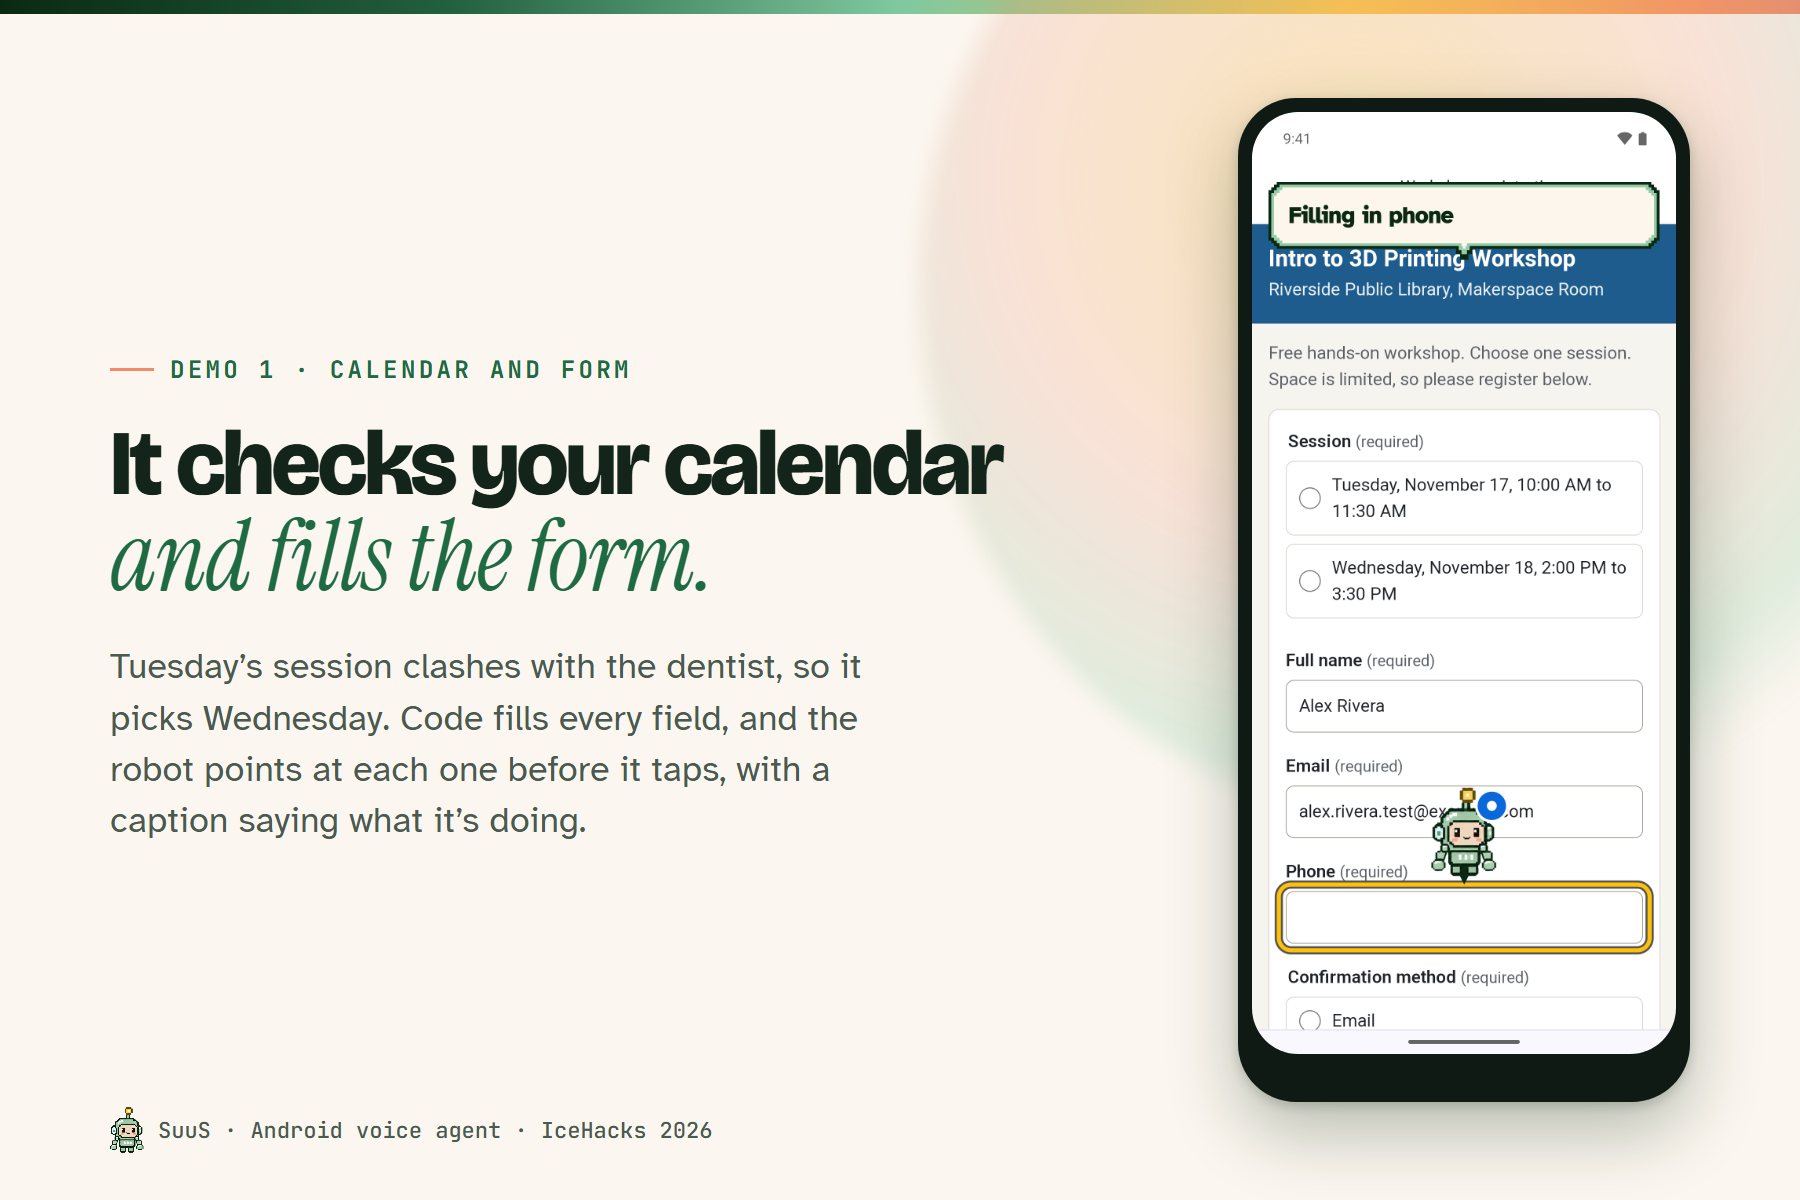 DEMO 1 · CALENDAR AND FORM
It checks your calendar
and fills the form.
Tuesday’s session clashes with the dentist, so it
picks Wednesday. Code fills every field, and the
robot points at each one before it taps, with a
caption saying what it’s doing.
SuuS · Android voice agent · IceHacks 2026
9:41
Filling in phone
Intro to 3D Printing Workshop
Riverside Public Library, Makerspace Room
Free hands-on workshop. Choose one session.
Space is limited, so please register below.
Session (required)
Tuesday, November 17, 10:00 AM to
11:30 AM
Wednesday, November 18, 2:00 PM to
3:30 PM
Full name (required)
Alex Rivera
Email (required)
Phone (required)
Confirmation method (required)
Email